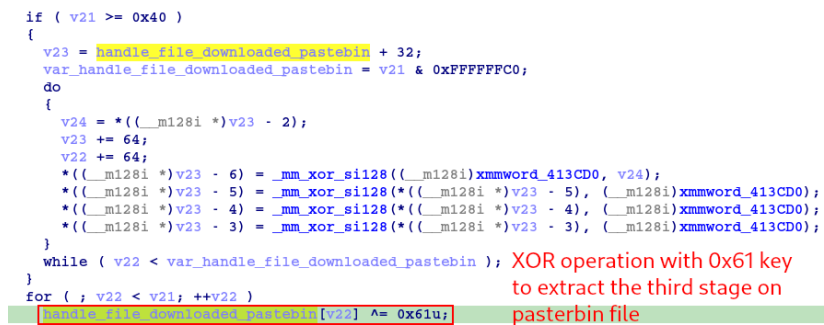 if ( v21 >= 0x40 )
{
v23 = handle_file_downloaded_pastebin + 32;
var_handle_file_downloaded_pastebin = v21 & 0xFFFFFFC0;
do
{
v24 = *((__m128i *)v23 - 2);
v23 += 64;
v22 += 64;
*((__m128i *)v23 - 6) = _mm_xor_si128((__m128i)xmmword_413CD0, v24);
*((__m128i *)v23 - 5) = _mm_xor_si128(*((__m128i *)v23 - 5), (__m128i)xmmword_413CD0);
*((__m128i *)v23 - 4) = _mm_xor_si128(*((__m128i *)v23 - 4), (__m128i)xmmword_413CD0);
*((__m128i *)v23 - 3) = _mm_xor_si128(*((__m128i *)v23 - 3), (__m128i)xmmword_413CD0);
}
while ( v22 < var_handle_file_downloaded_pastebin );
}
for ( ; v22 < v21; ++v22 )
handle_file_downloaded_pastebin[v22] ^= 0x61u;
XOR operation with 0x61 key
to extract the third stage on
pasterbin file